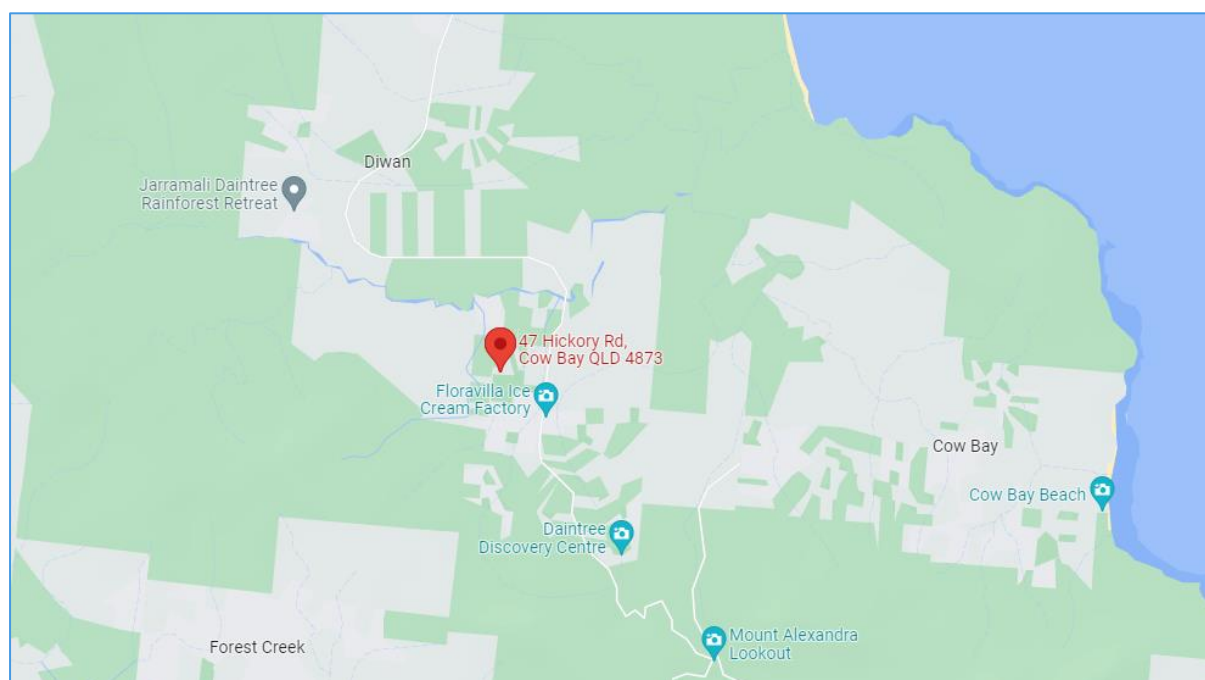 Diwan
Jarramali Daintree
Rainforest Retreat
47 Hickory Rd,
Cow Bay QLD 4873
Floravilla Ice
Cream Factory
Cow Bay
Cow Bay Beach
Daintree
Discovery Centre
Mount Alexandra
Lookout
Forest Creek